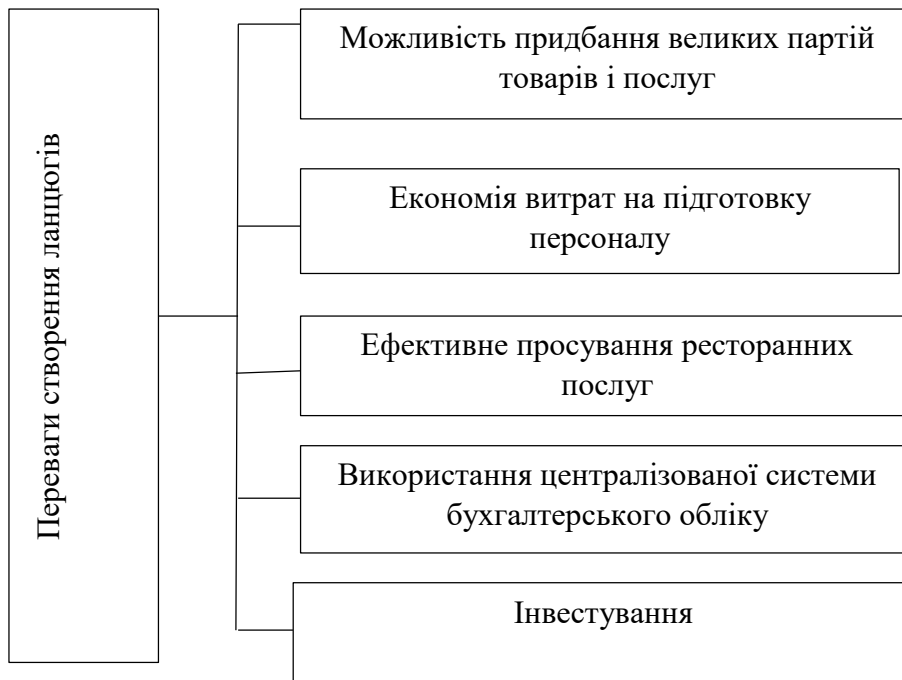 Переваги створення ланцюгів
Можливість придбання великих партій
товарів і послуг
Економія витрат на підготовку
персоналу
Ефективне просування ресторанних
послуг
Використання централізованої системи
бухгалтерського обліку
Інвестування